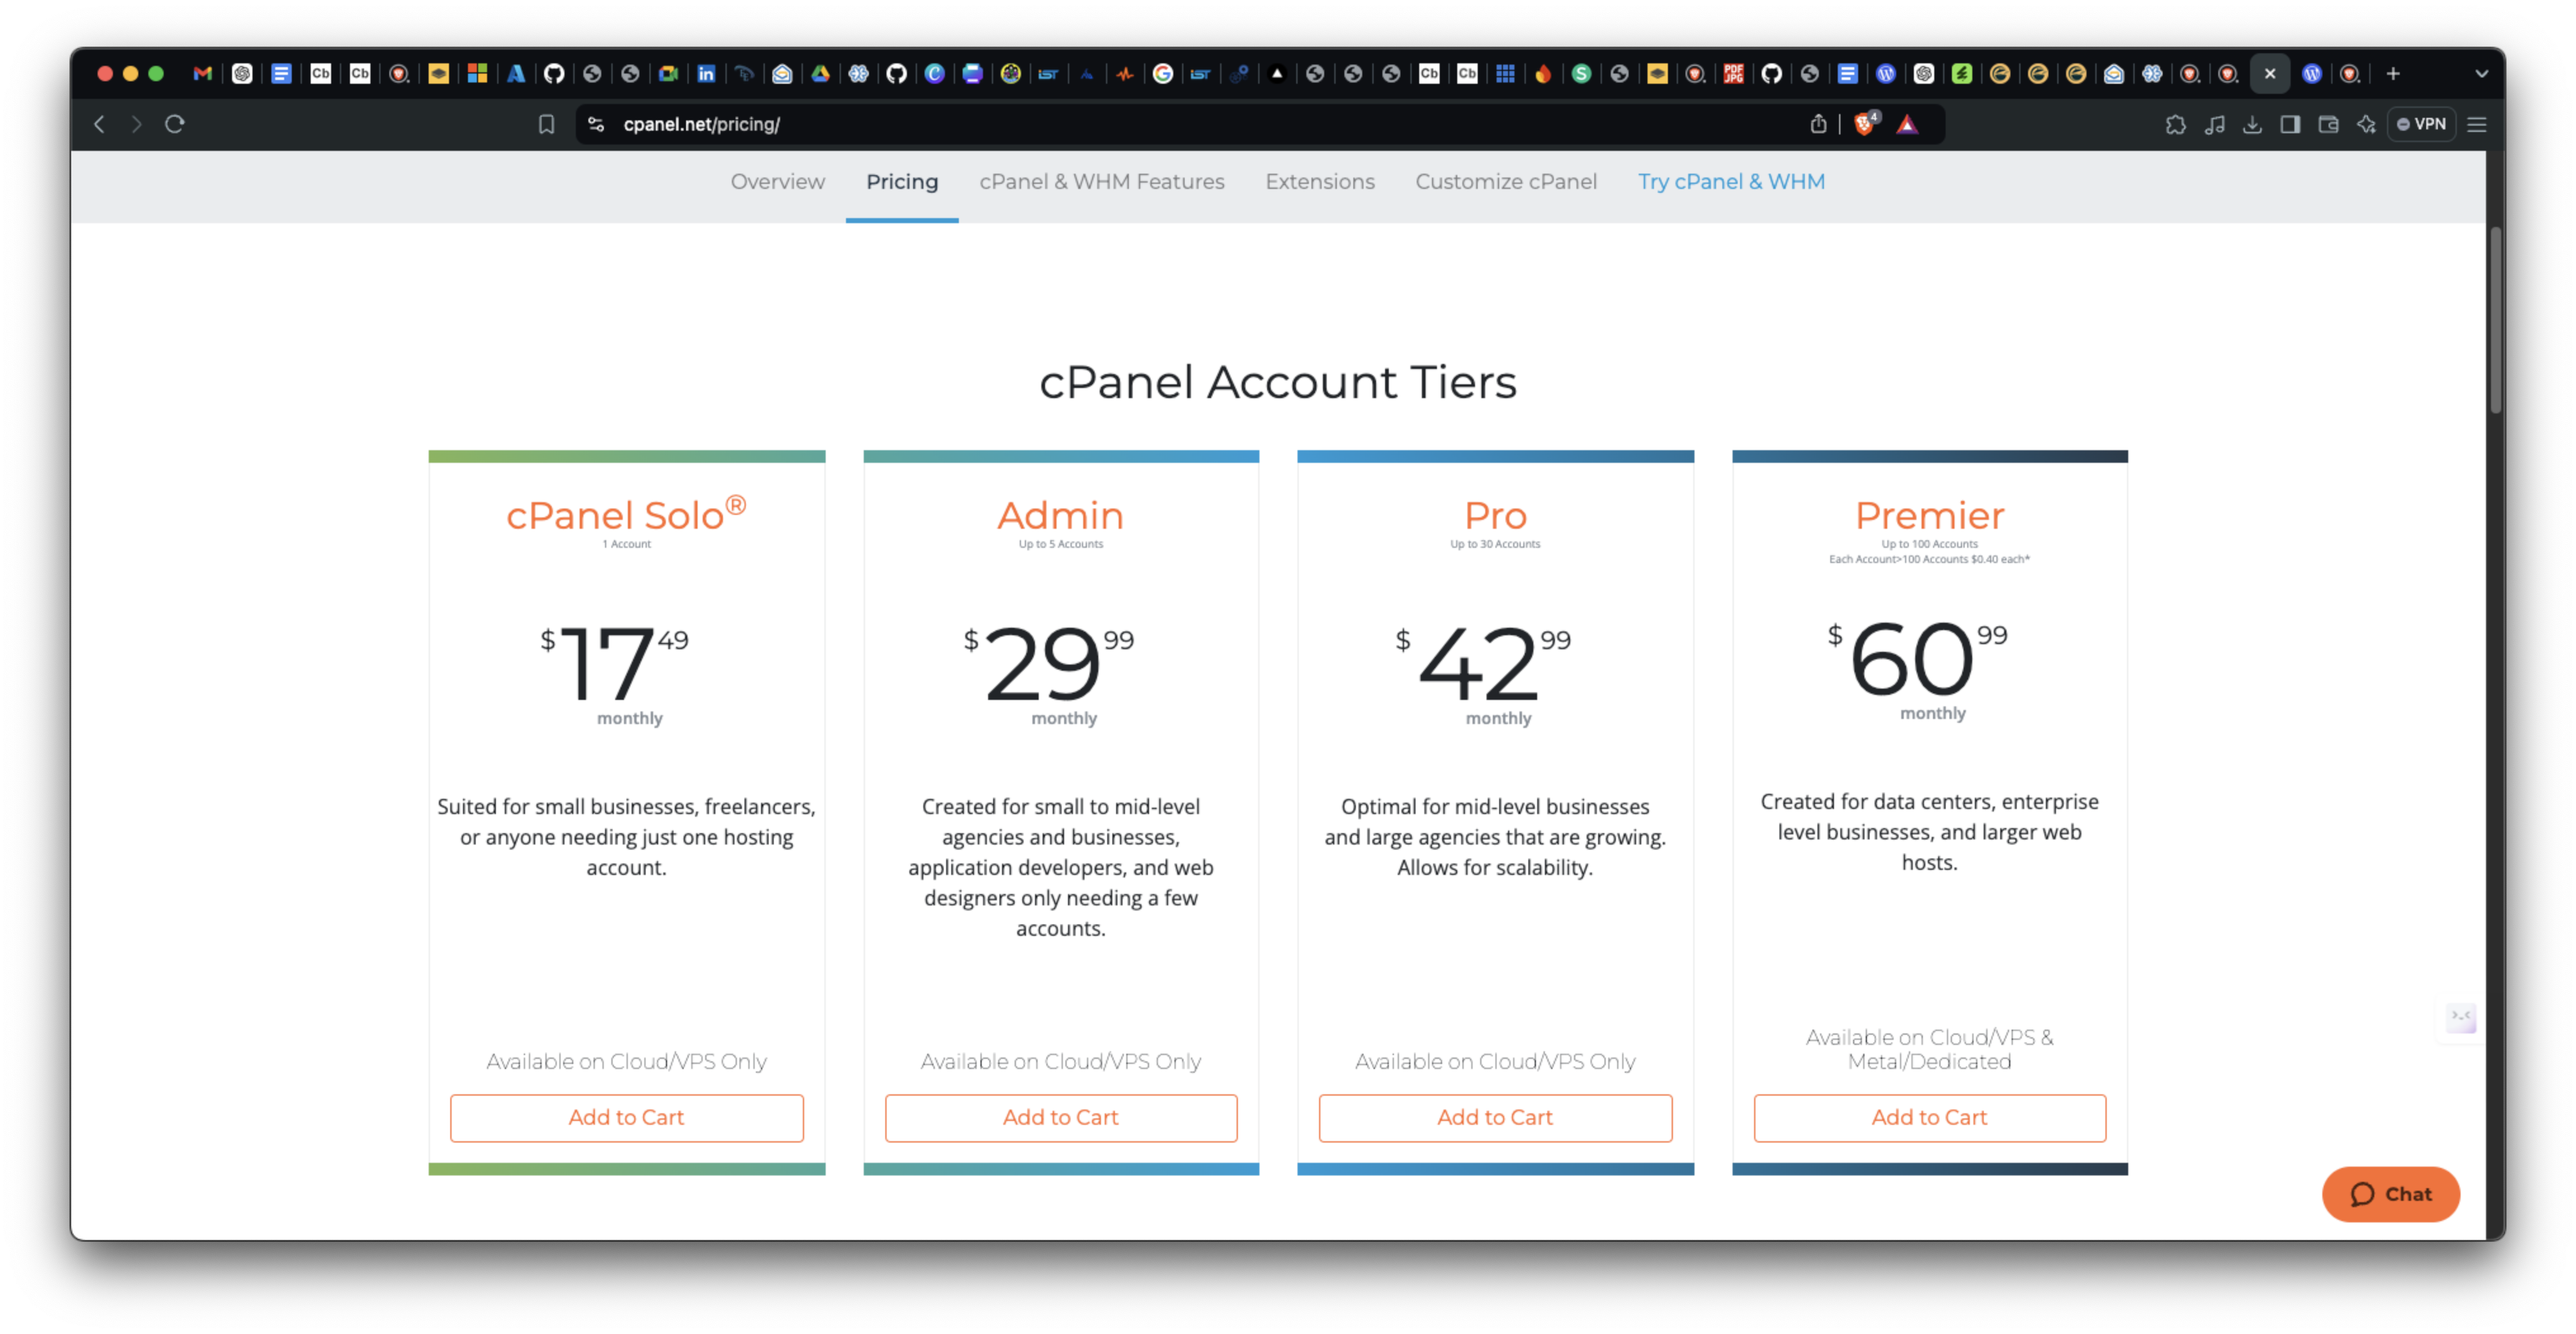 cpanel.net/pricing/
4
VPN
Overview
Pricing
cPanel & WHM Features
Extensions
Customize cPanel
Try cPanel & WHM
cPanel Account Tiers
cPanel Solo®
1 Account
$17 49
monthly
Suited for small businesses, freelancers,
or anyone needing just one hosting
account.
Available on Cloud/VPS Only
Add to Cart
Admin
Up to 5 Accounts
$29 99
monthly
Created for small to mid-level
agencies and businesses,
application developers, and web
designers only needing a few
accounts.
Available on Cloud/VPS Only
Add to Cart
Pro
Up to 30 Accounts
$42 99
monthly
Optimal for mid-level businesses
and large agencies that are growing.
Allows for scalability.
Available on Cloud/VPS Only
Add to Cart
Premier
Up to 100 Accounts
Each Account>100 Accounts $0.40 each*
$60 99
monthly
Created for data centers, enterprise
level businesses, and larger web
hosts.
Available on Cloud/VPS &
Metal/Dedicated
Add to Cart
Chat